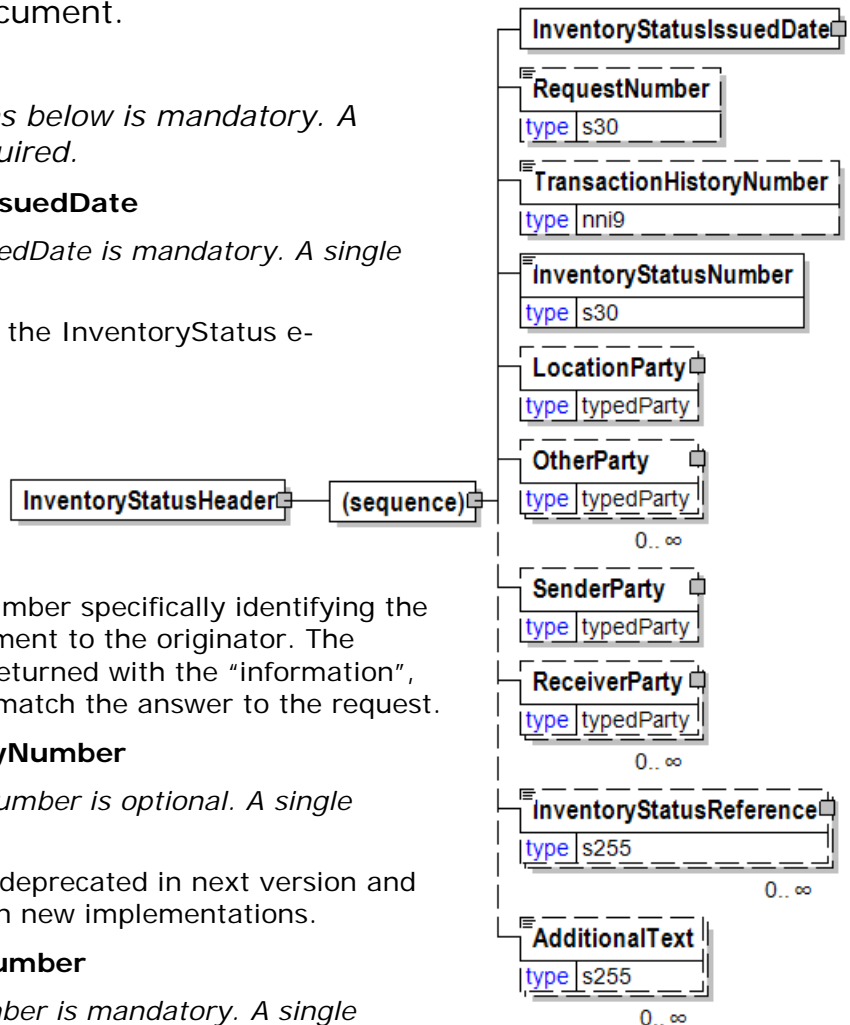 cument.
s below is mandatory. A
uired.
suedDate
edDate is mandatory. A single
the InventoryStatus e-
mber specifically identifying the
ment to the originator. The
eturned with the “information”,
match the answer to the request.
yNumber
umber is optional. A single
deprecated in next version and
n new implementations.
umber
ber is mandatory. A single
InventoryStatusHeader
(sequence)
InventoryStatusIssuedDate
RequestNumber
type s30
TransactionHistoryNumber
type nni9
InventoryStatusNumber
type s30
LocationParty
type typedParty
OtherParty
type typedParty
0.. ∞
SenderParty
type typedParty
ReceiverParty
type typedParty
0.. ∞
InventoryStatusReference
type s255
0.. ∞
AdditionalText
type s255
0.. ∞